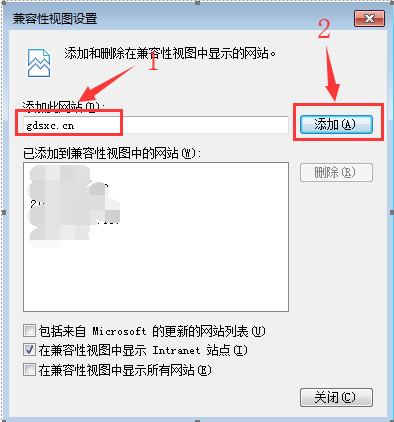 兼容性视图设置
添加和删除在兼容性视图中显示的网站。
1
2
添加此网站(D):
gdsxc.cn
添加(A)
已添加到兼容性视图中的网站(W):
删除(R)
包括来自 Microsoft 的更新的网站列表(U)
在兼容性视图中显示 Intranet 站点(I)
在兼容性视图中显示所有网站(E)
关闭(C)